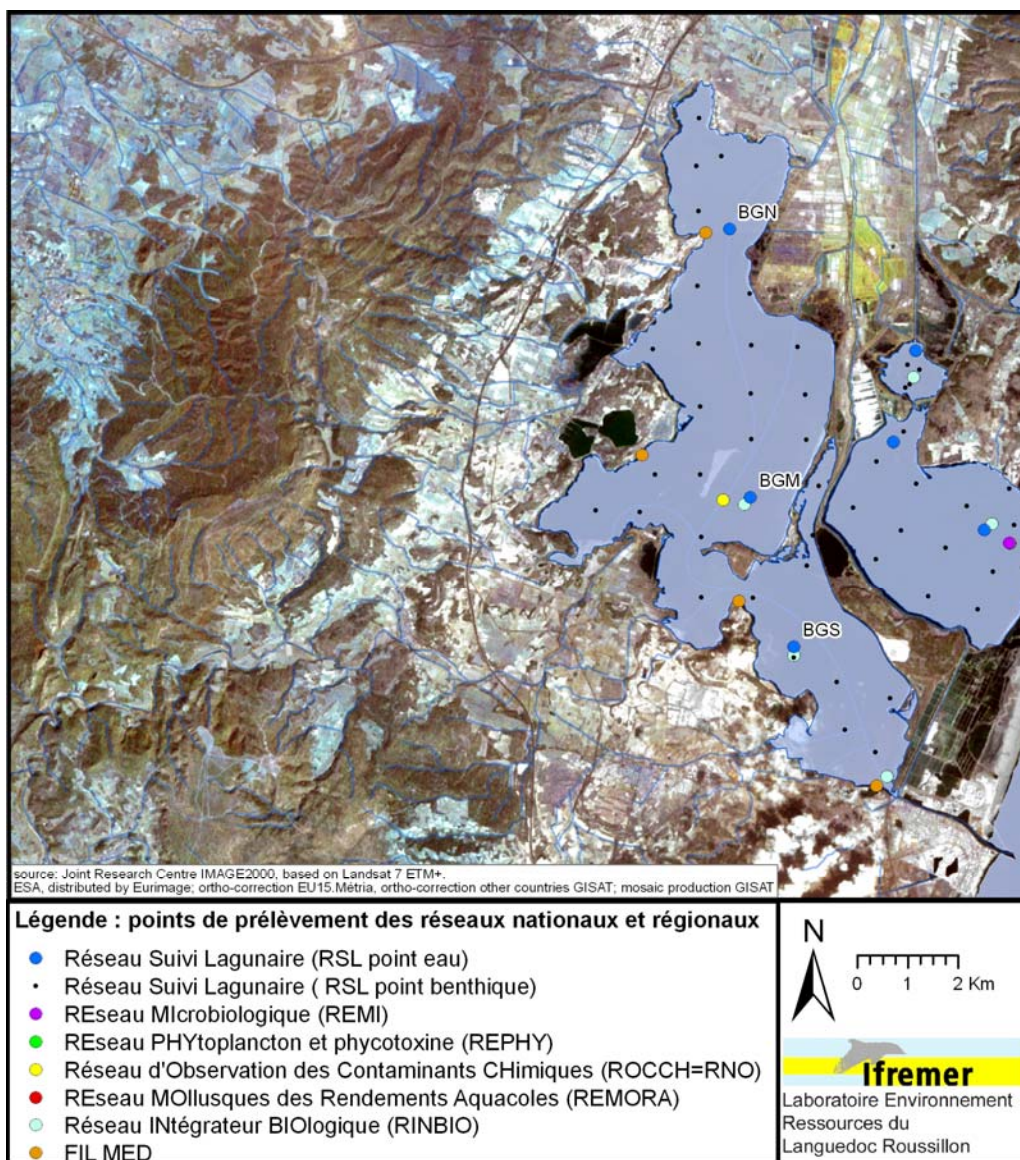 BGN
BGM
BGS
source: Joint Research Centre IMAGE2000, based on Landsat 7 ETM+.
ESA, distributed by Eurimage; ortho-correction EU15.Métria, ortho-correction other countries GISAT; mosaic production GISAT
Légende : points de prélèvement des réseaux nationaux et régionaux
Réseau Suivi Lagunaire (RSL point eau)
Réseau Suivi Lagunaire ( RSL point benthique)
REseau MIcrobiologique (REMI)
REseau PHYtoplancton et phycotoxine (REPHY)
Réseau d'Observation des Contaminants CHimiques (ROCCH=RNO)
REseau MOllusques des Rendements Aquacoles (REMORA)
Réseau INtégrateur BIOlogique (RINBIO)
FIL MED
N
0 1 2 Km
Ifremer
Laboratoire Environnement
Ressources du
Languedoc Roussillon